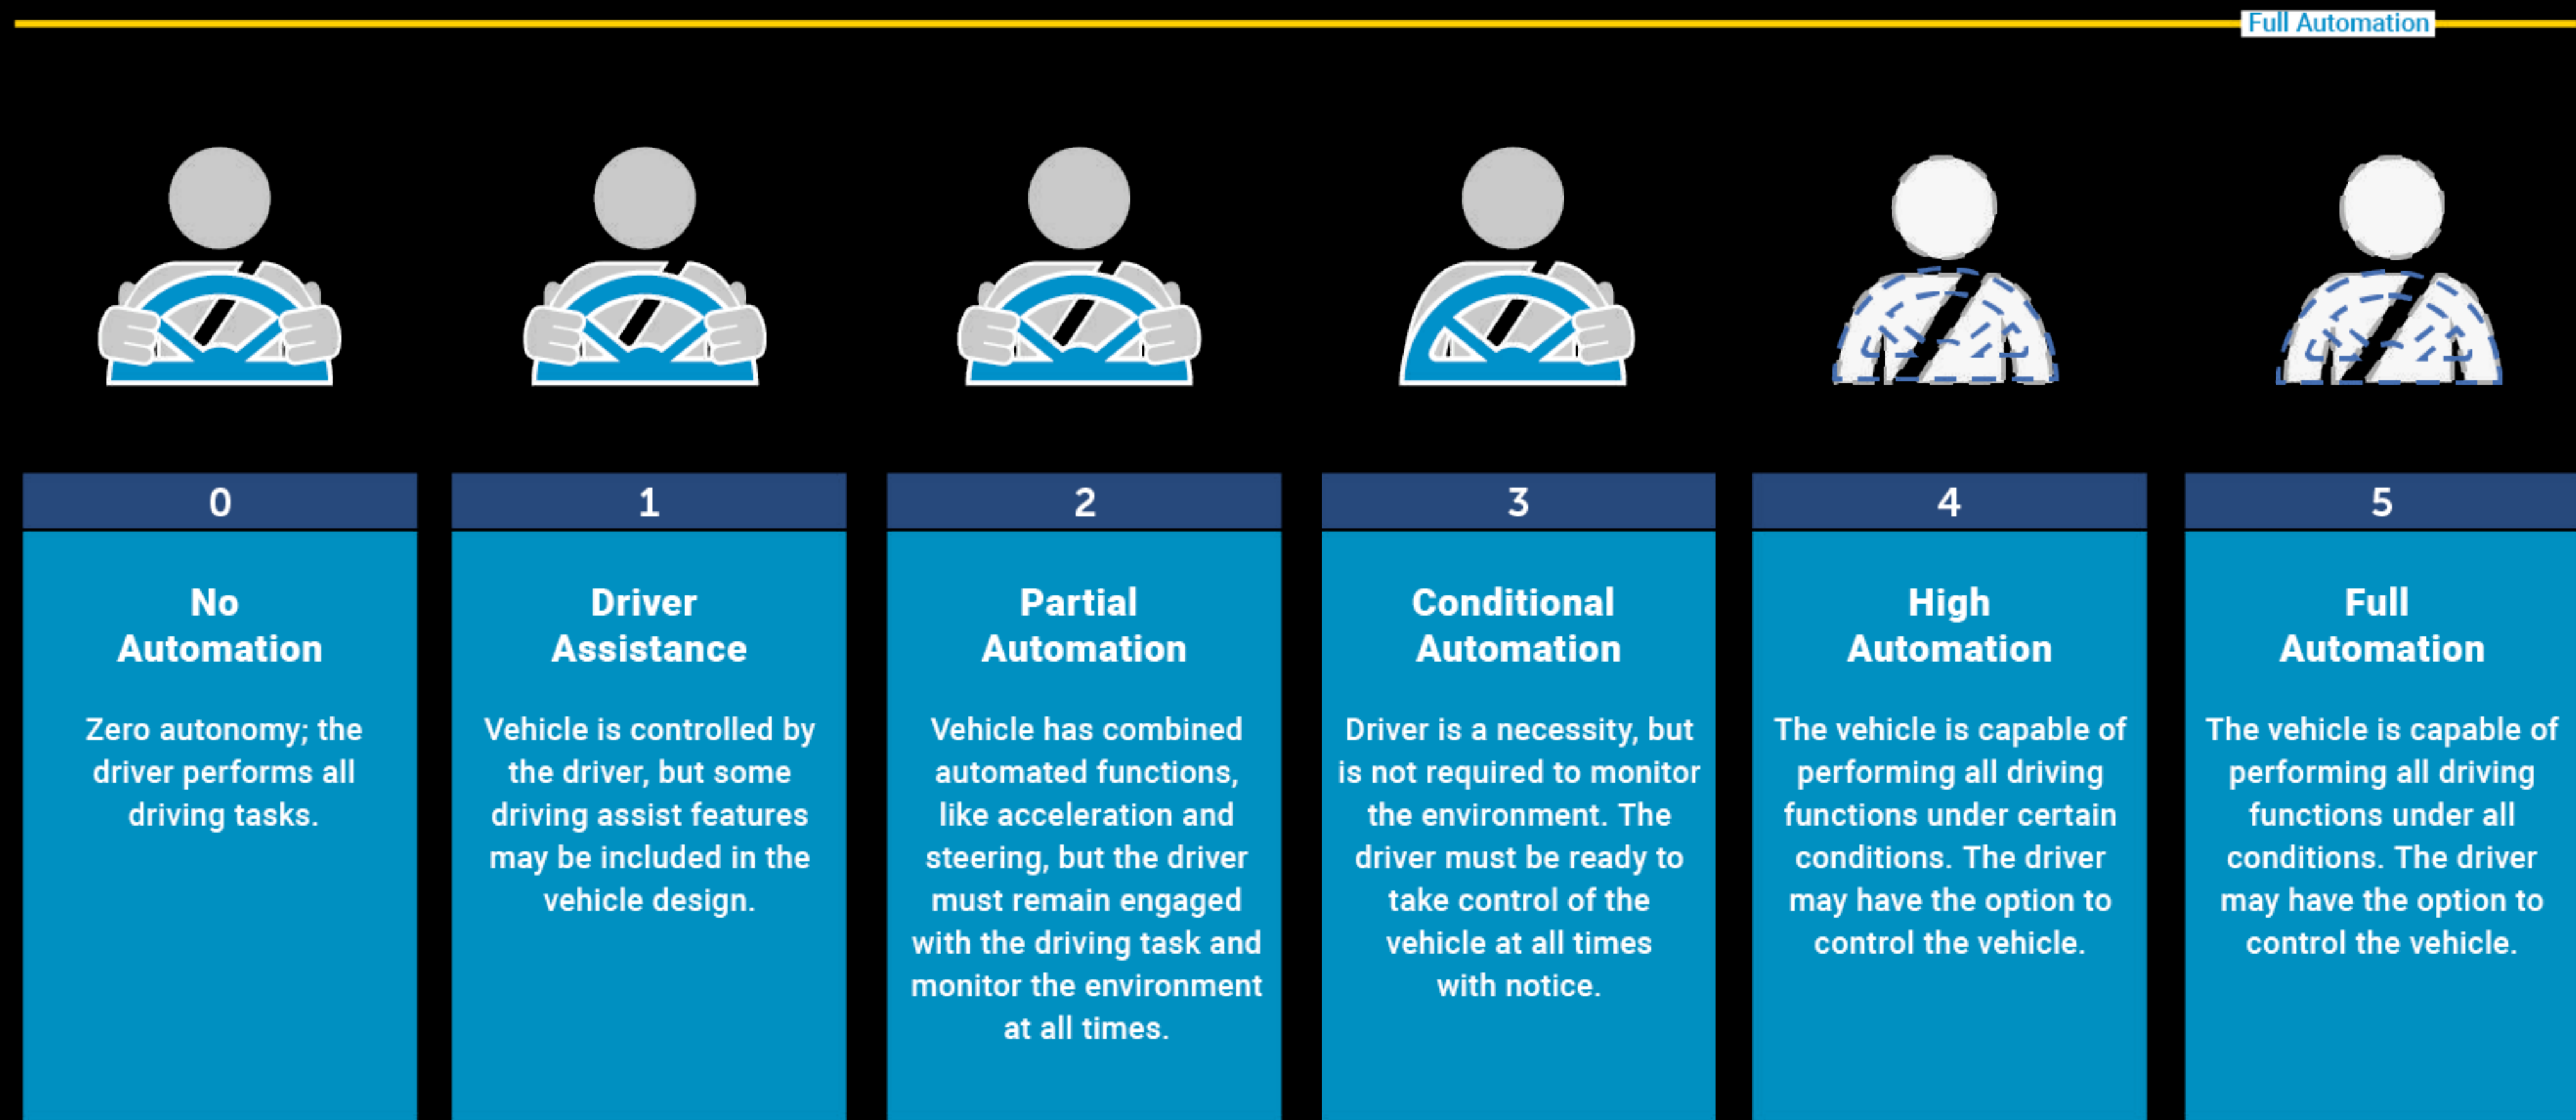 Full Automation
0
No
Automation
Zero autonomy; the
driver performs all
driving tasks.
1
Driver
Assistance
Vehicle is controlled by
the driver, but some
driving assist features
may be included in the
vehicle design.
2
Partial
Automation
Vehicle has combined
automated functions,
like acceleration and
steering, but the driver
must remain engaged
with the driving task and
monitor the environment
at all times.
3
Conditional
Automation
Driver is a necessity, but
is not required to monitor
the environment. The
driver must be ready to
take control of the
vehicle at all times
with notice.
4
High
Automation
The vehicle is capable of
performing all driving
functions under certain
conditions. The driver
may have the option to
control the vehicle.
5
Full
Automation
The vehicle is capable of
performing all driving
functions under all
conditions. The driver
may have the option to
control the vehicle.